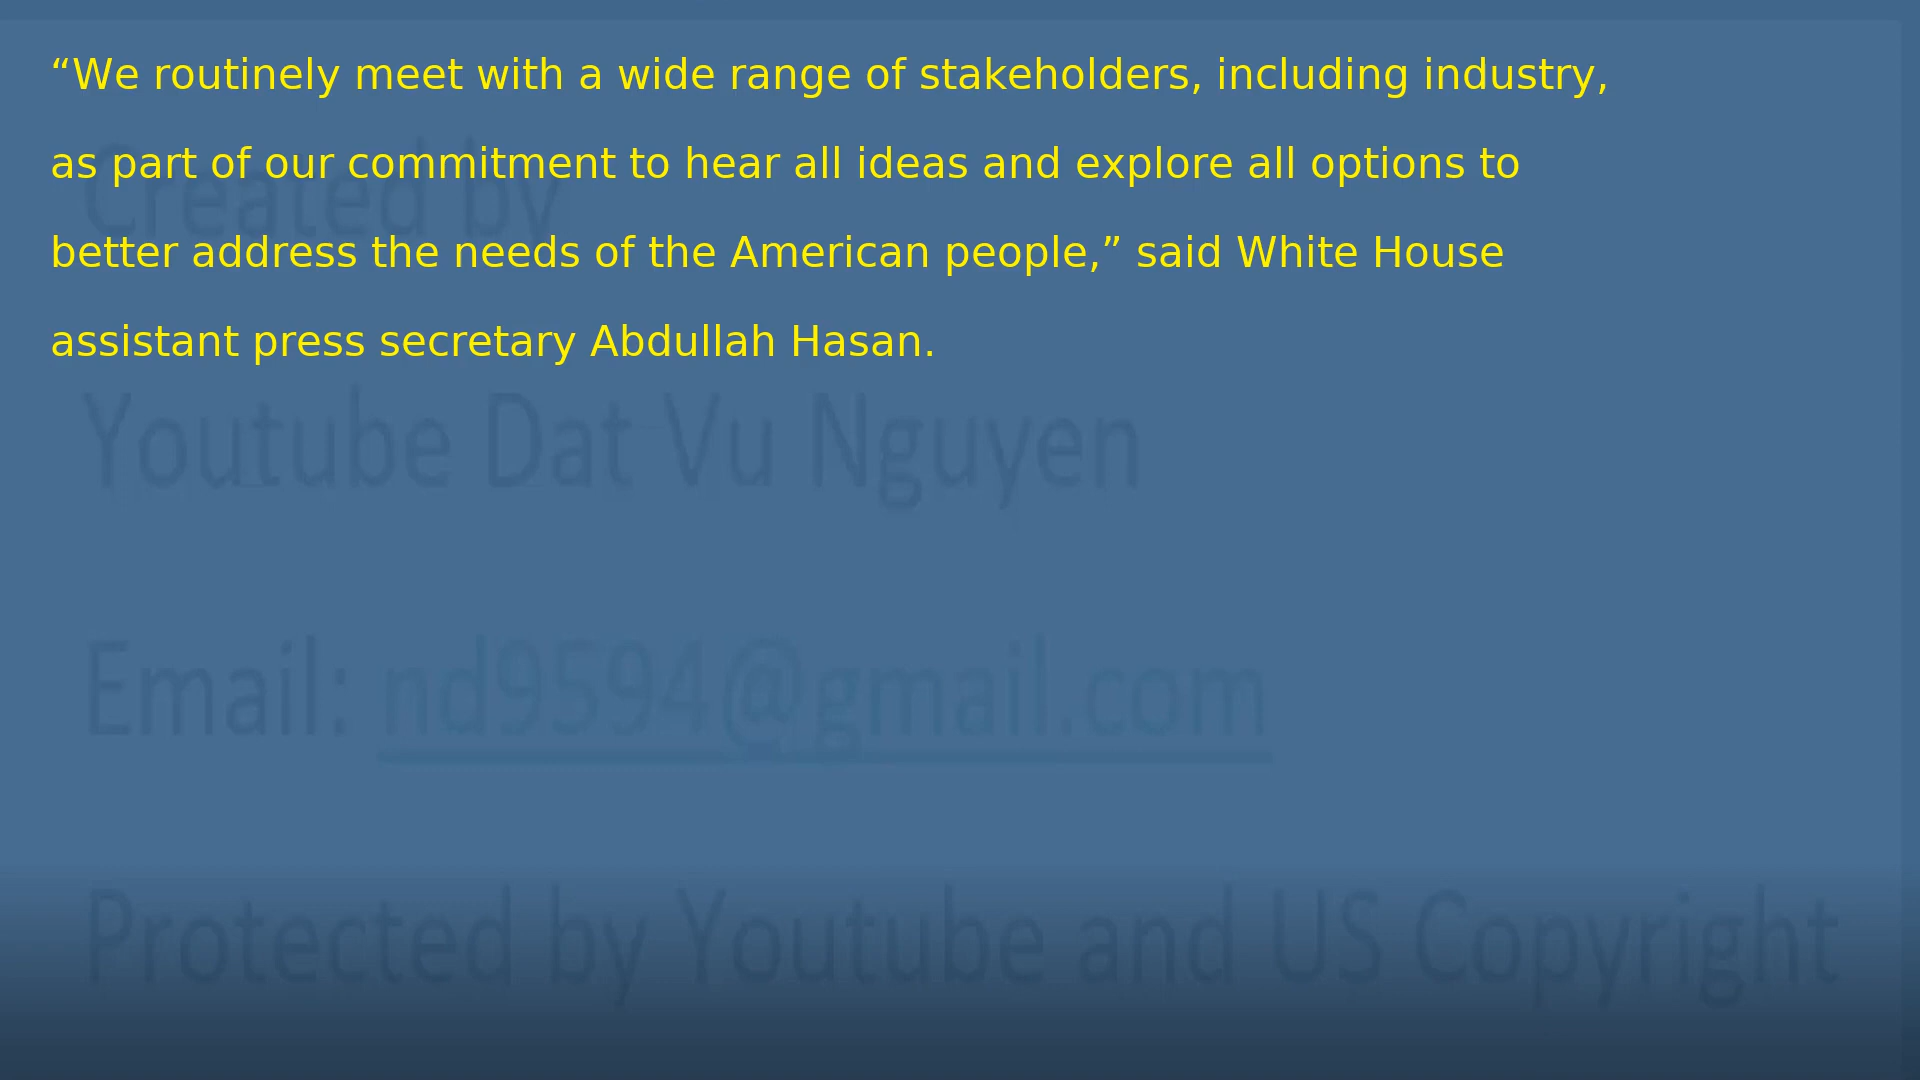 “We routinely meet with a wide range of stakeholders, including industry,
as part of our commitment to hear all ideas and explore all options to
Created by
better address the needs of the American people,” said White House
assistant press secretary Abdullah Hasan.
Youtube Dat Vu Nguyen
Email: nd9594@gmail.com
Protected by Youtube and US Copyright